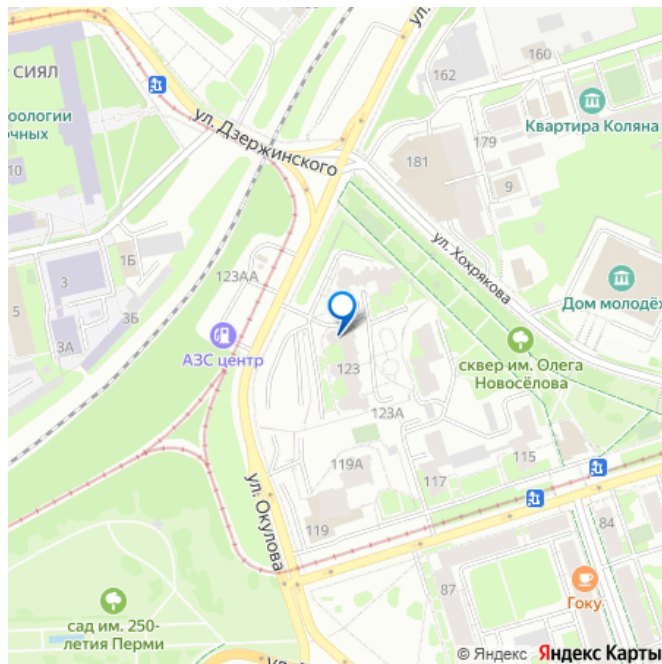 СИЯЛ
160
162
оологии
очных
Квартира Коляна
ул. Дзержинского
179
181
10
9
ул. Хохрякова
1Б
123АА
3
5
Дом молодёх
3Б
3А
АЗС центр
123
сквер им. Олега
Новосёлова
123А
119А
115
117
ул. Окулова
119
84
87
Гоку
сад им. 250-
летия Перми
© Яндекс Яндекс Карты